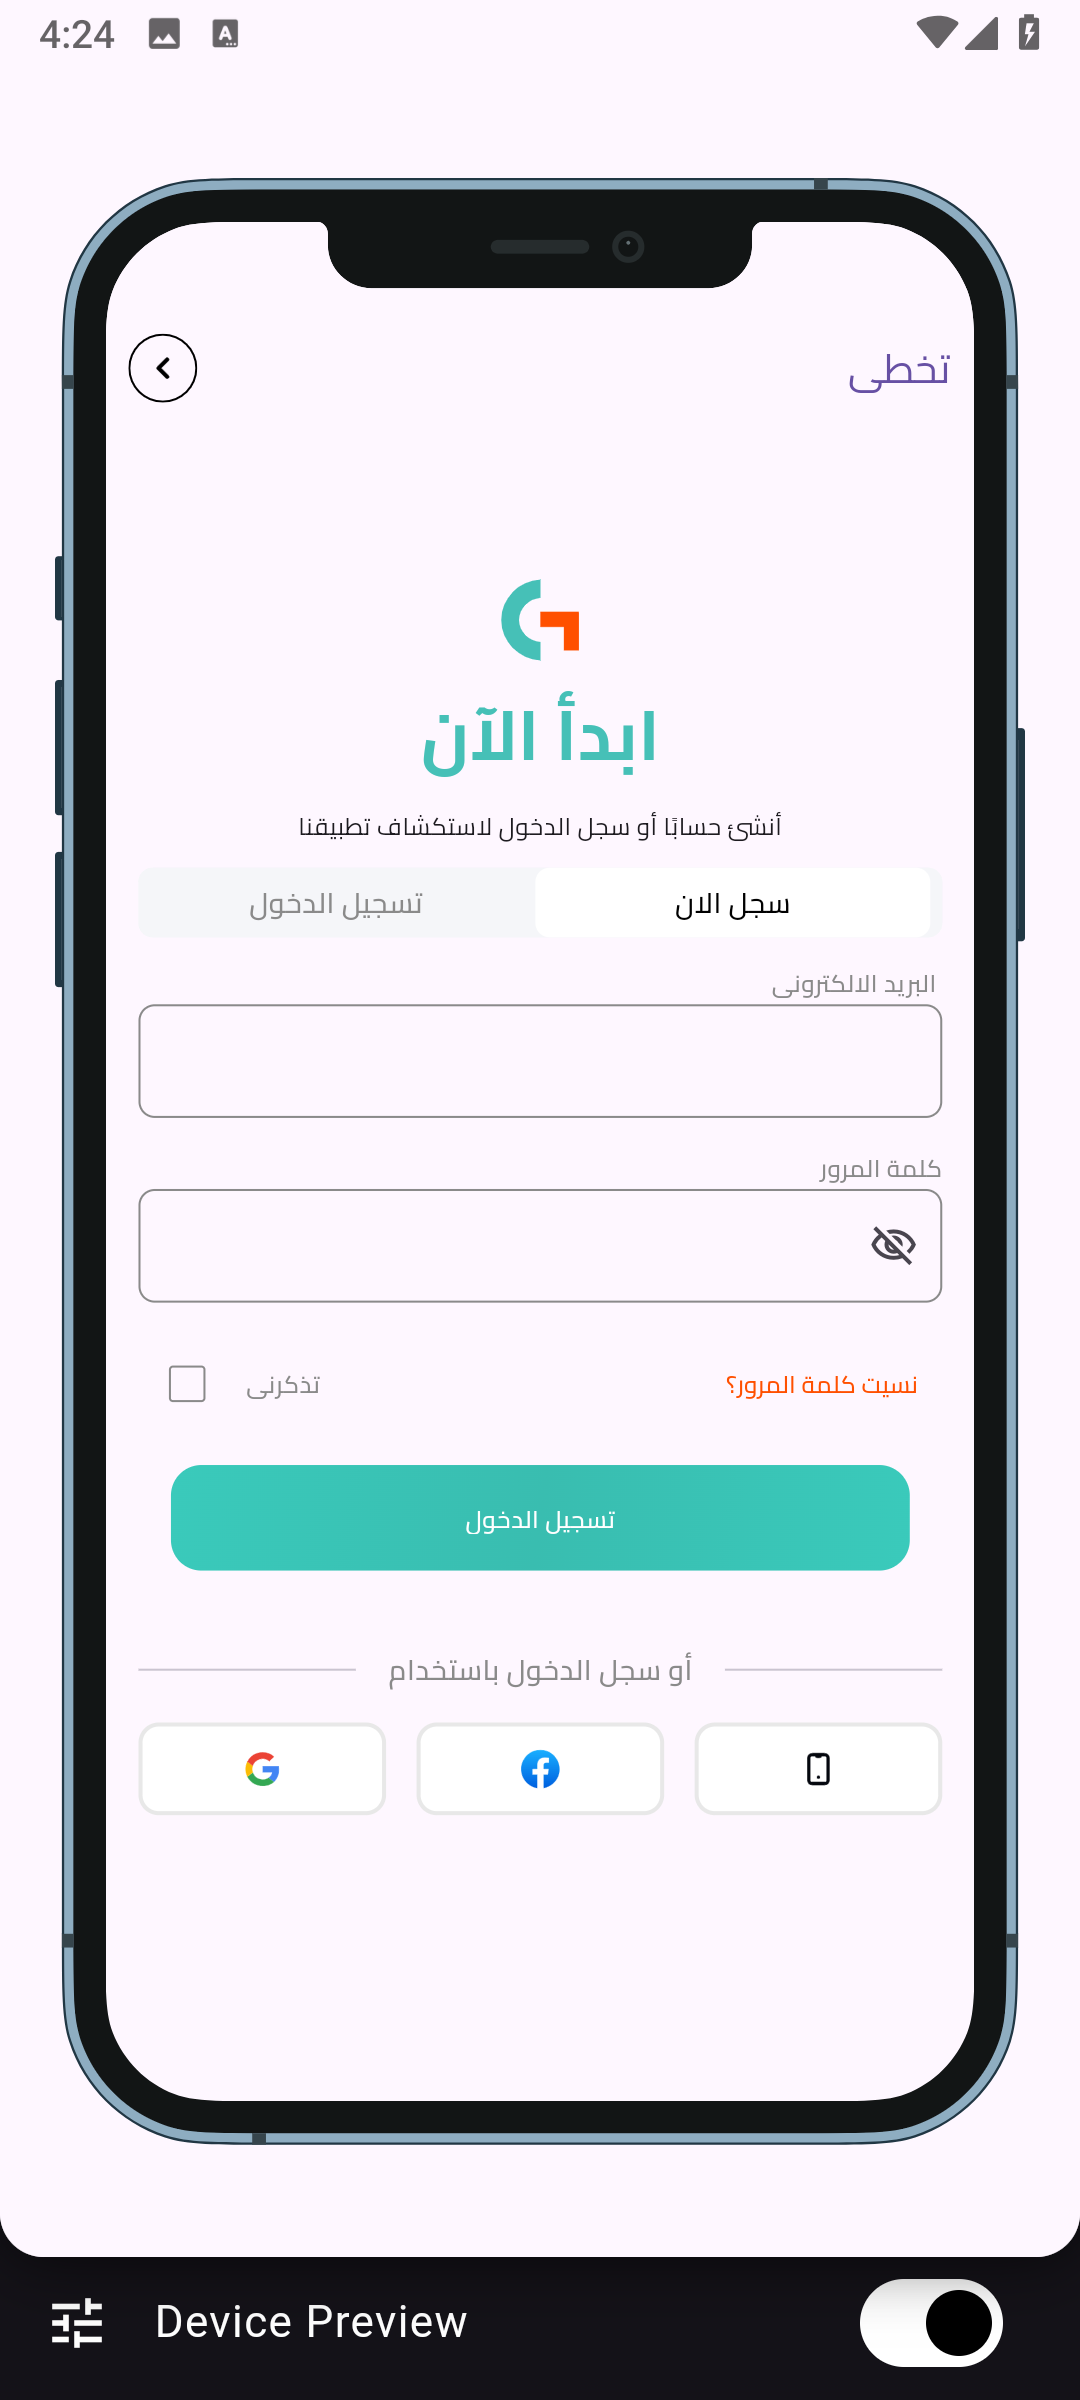 4:24
تخطى
ابدأ الآن
أنشئ حسابًا أو سجل الدخول لاستكشاف تطبيقنا
سجل الان
تسجيل الدخول
البريد الالكترونى
كلمة المرور
نسيت كلمة المرور؟
تذكرنى
تسجيل الدخول
أو سجل الدخول باستخدام
Device Preview